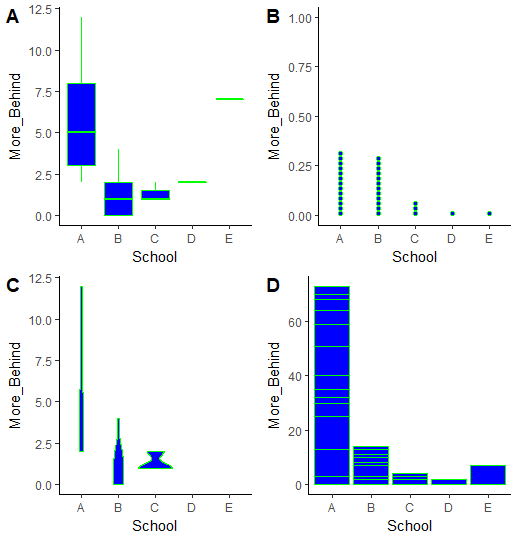 A
More_Behind
12.5
10.0
7.5
5.0
2.5
0.0
A B C D E
School
B
More_Behind
1.00
0.75
0.50
0.25
0.00
A B C D E
School
C
More_Behind
12.5
10.0
7.5
5.0
2.5
0.0
A B C D E
School
D
More_Behind
60
40
20
0
A B C D E
School